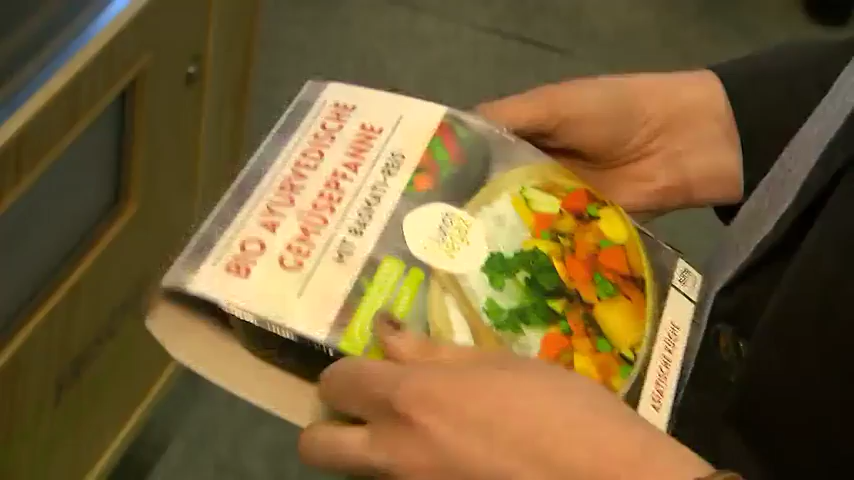 BIO AYURVEDISCHE
GEMÜSEPFANNE
MIT BASMATI-REIS
ASIATISCHE KÜCHE